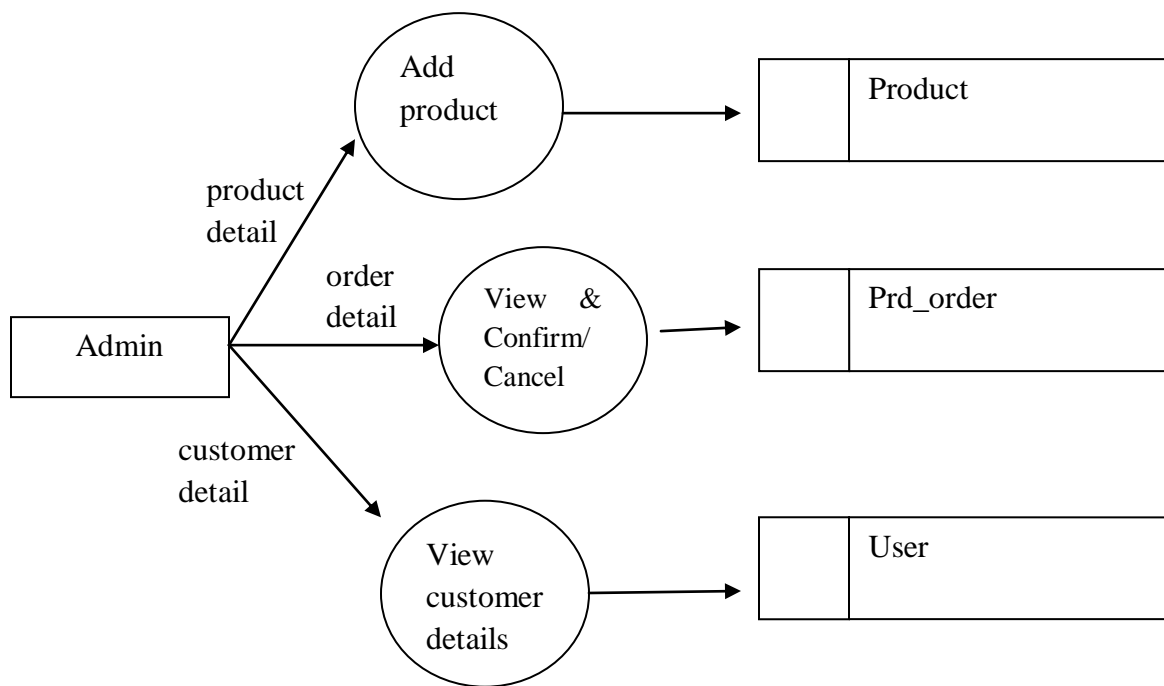 Add
product
Product
product
detail
order
detail
View &
Confirm/
Cancel
Prd_order
Admin
customer
detail
View
customer
details
User